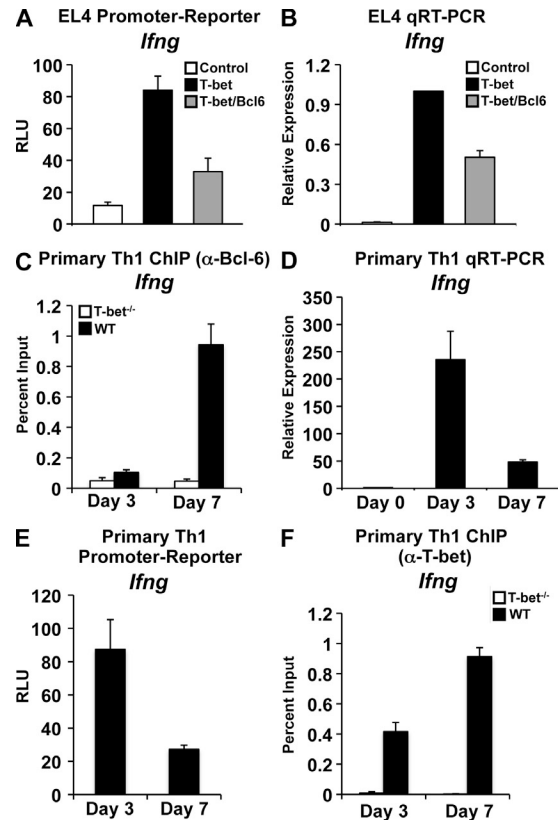 A
EL4 Promoter-Reporter
Ifng
Control
T-bet
T-bet/Bcl6
RLU
100
80
60
40
20
0
B
EL4 qRT-PCR
Ifng
Control
T-bet
T-bet/Bcl6
Relative Expression
1.2
0.9
0.6
0.3
0
C
Primary Th1 ChIP (α-Bcl-6)
Ifng
T-bet-/-
WT
Percent Input
1.2
1
0.8
0.6
0.4
0.2
0
Day 3
Day 7
D
Primary Th1 qRT-PCR
Ifng
Relative Expression
350
300
250
200
150
100
50
0
Day 0
Day 3
Day 7
E
Primary Th1
Promoter-Reporter
Ifng
RLU
120
100
80
60
40
20
0
Day 3
Day 7
F
Primary Th1 ChIP
(α-T-bet)
Ifng
T-bet-/-
WT
Percent Input
1.2
1
0.8
0.6
0.4
0.2
0
Day 3
Day 7